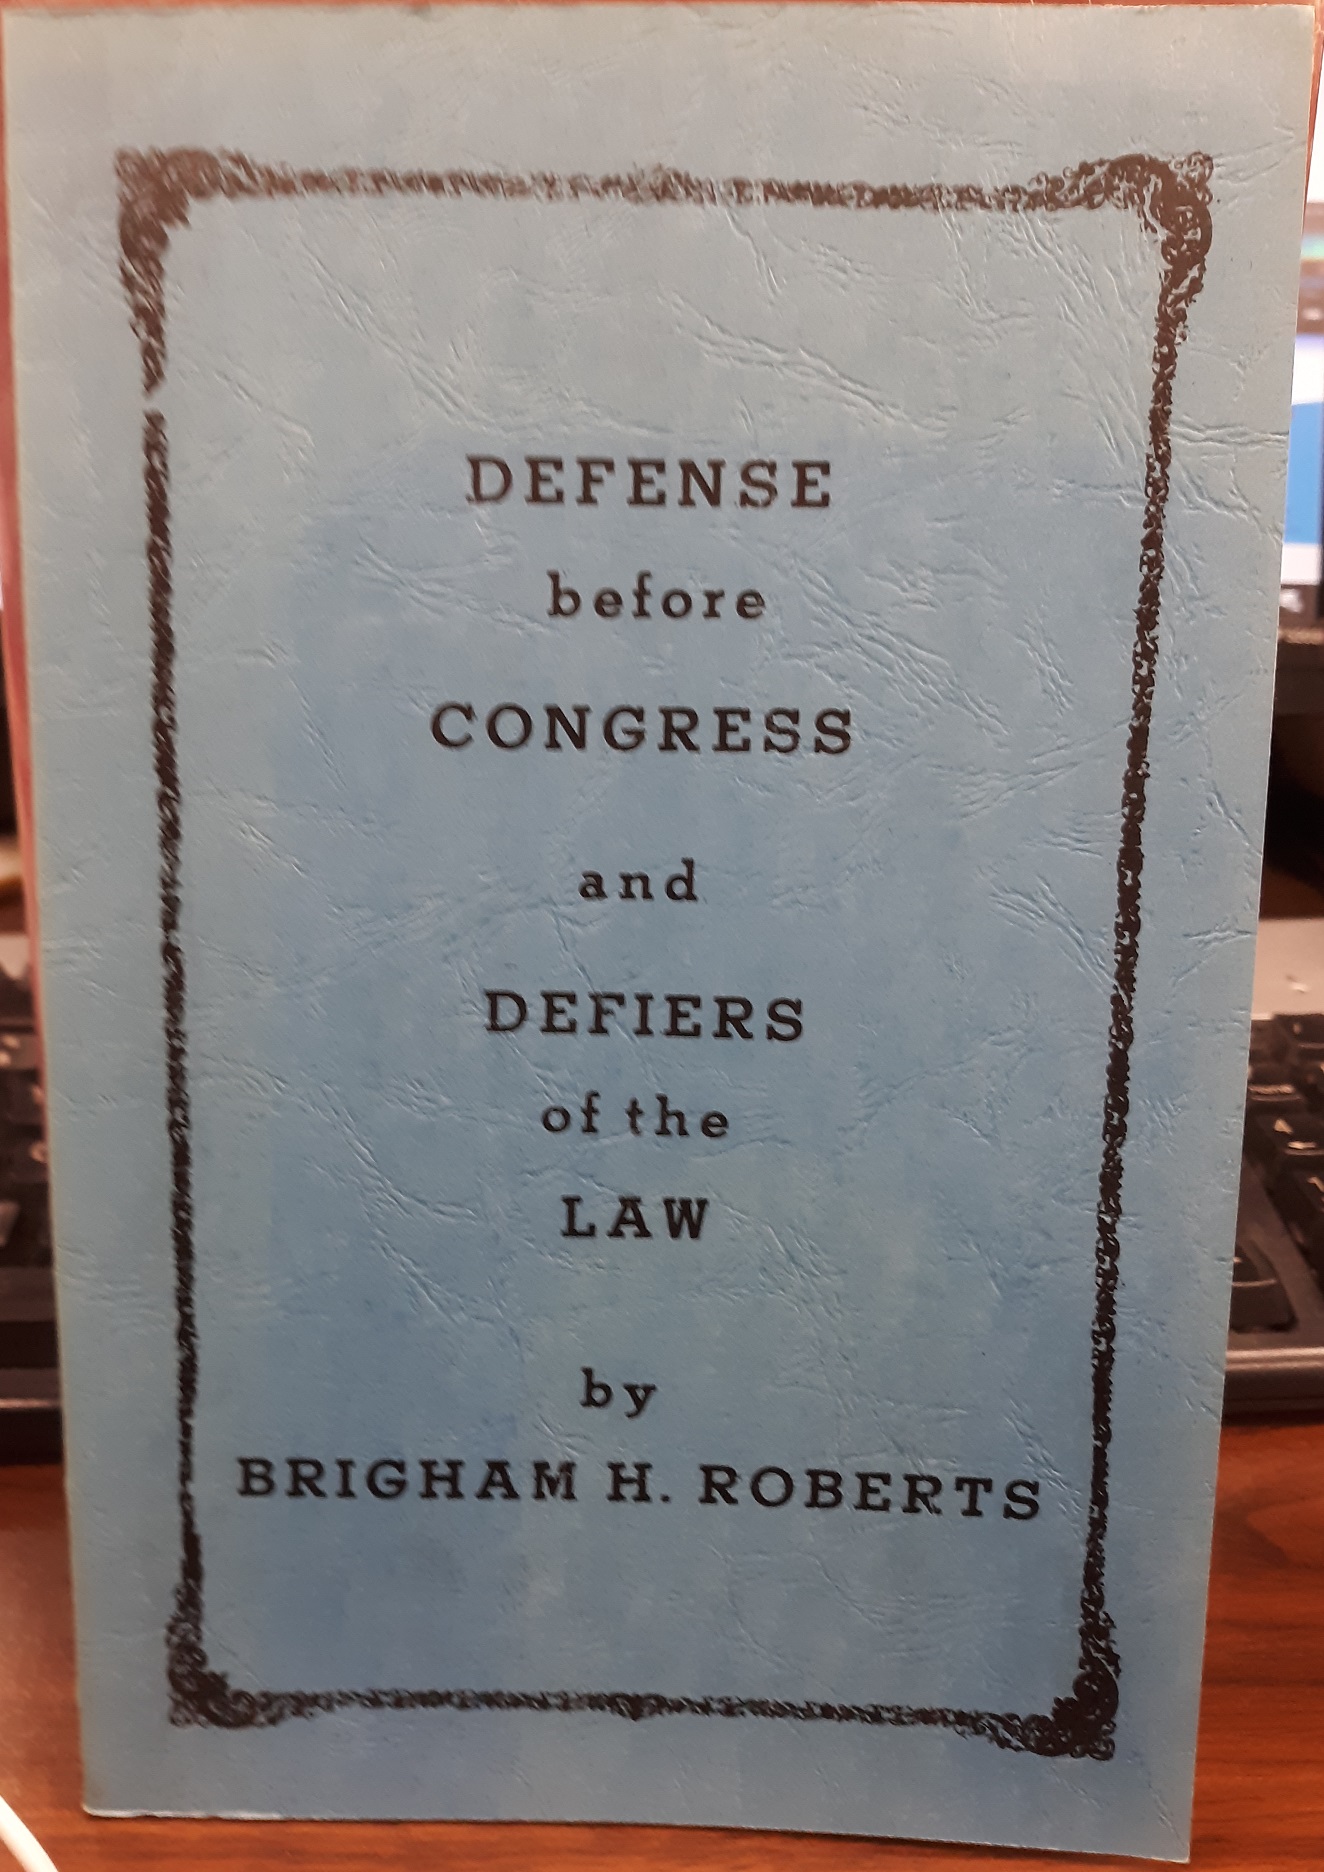 DEFENSE
before
CONGRESS
and
DEFIERS
of the
LAW
by
BRIGHAM H. ROBERTS